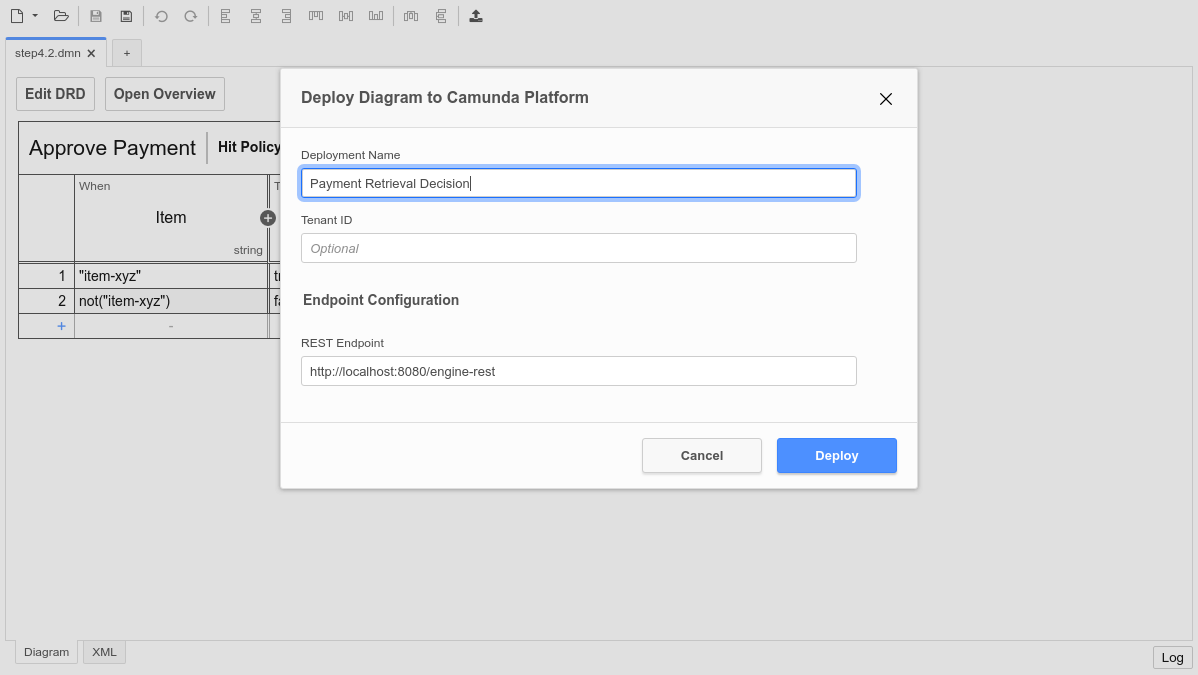 step4.2.dmn
+
Edit DRD
Open Overview
Approve Payment
Hit Policy
When
Item
+
string
1 "item-xyz"
2 not("item-xyz")
+ -
Deploy Diagram to Camunda Platform
Deployment Name
Payment Retrieval Decision
Tenant ID
Optional
Endpoint Configuration
REST Endpoint
http://localhost:8080/engine-rest
Cancel
Deploy
Diagram
XML
Log